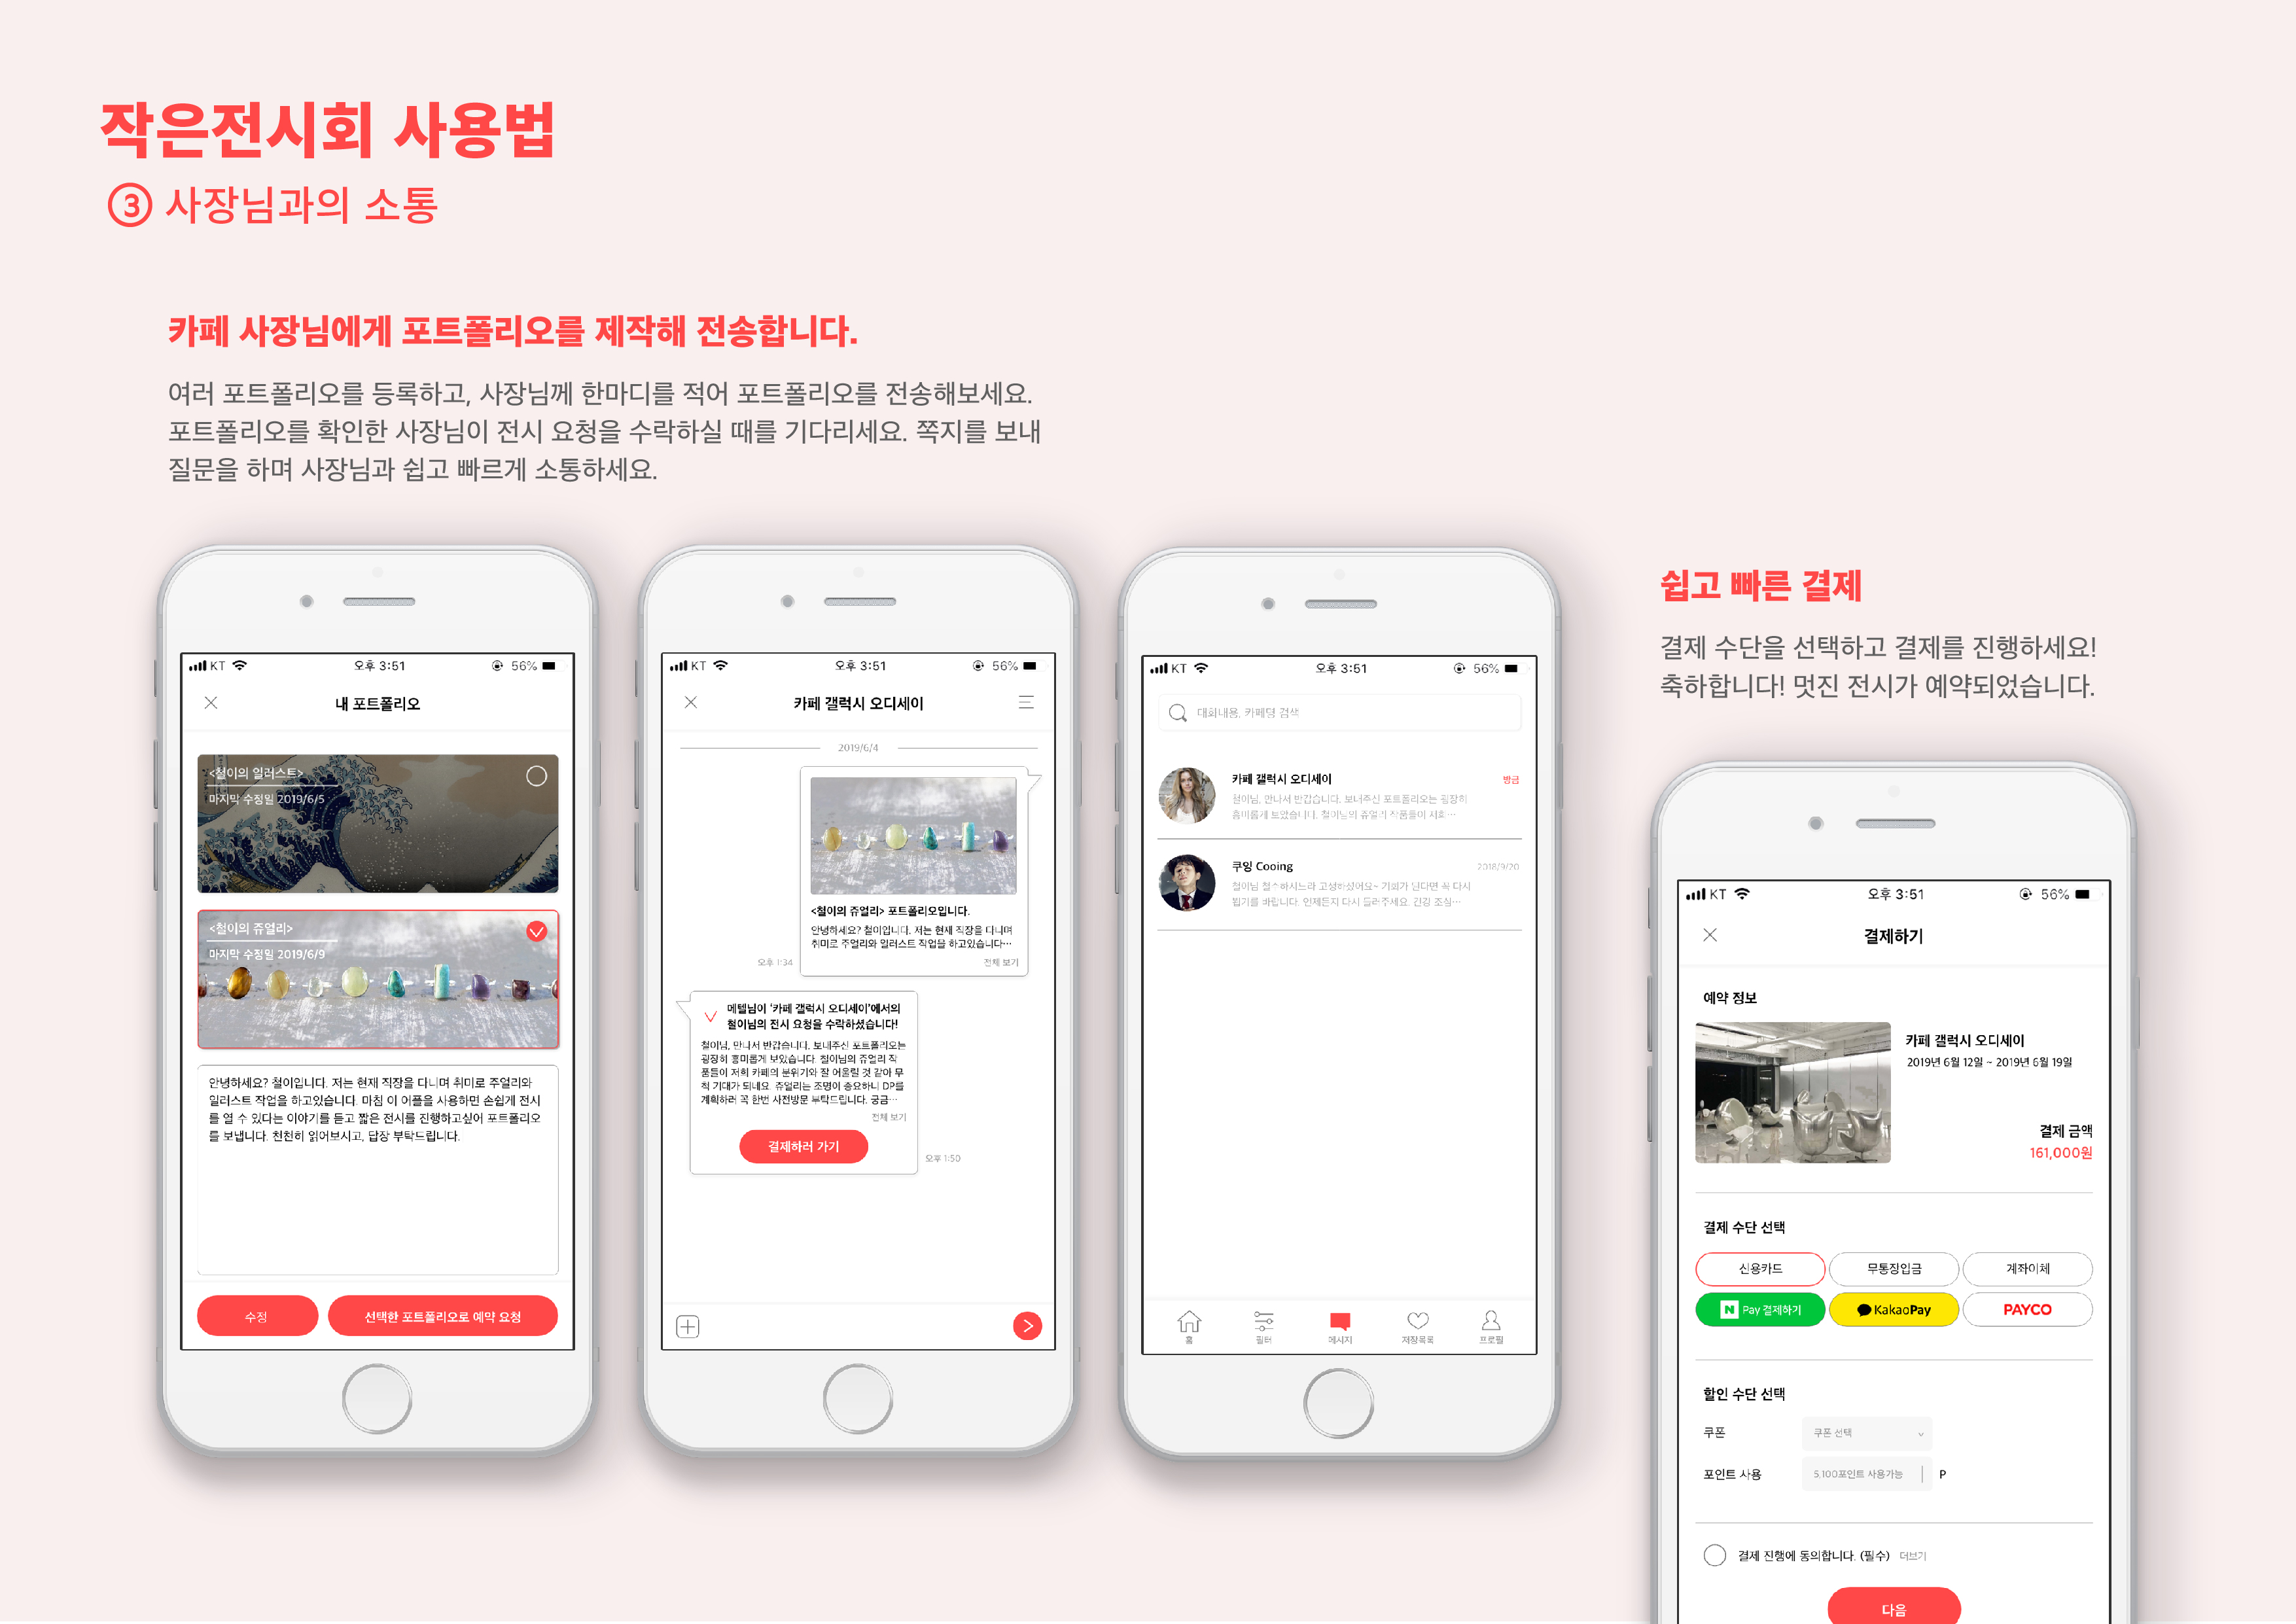 작은전시회 사용법
③ 사장님과의 소통
카페 사장님에게 포트폴리오를 제작해 전송합니다.
여러 포트폴리오를 등록하고, 사장님께 한마디를 적어 포트폴리오를 전송해보세요.
포트폴리오를 확인한 사장님이 전시 요청을 수락하실 때를 기다리세요. 쪽지를 보내
질문을 하며 사장님과 쉽고 빠르게 소통하세요.
KT 오후 3:51 56%
내 포트폴리오
<철이의 일러스트>
마지막 수정일 2019/6/5
<철이의 쥬얼리>
마지막 수정일 2019/6/9
안녕하세요? 철이입니다. 저는 현재 직장을 다니며 취미로 주얼리와
일러스트 작업을 하고있습니다. 마침 이 어플을 사용하면 손쉽게 전시
를 열 수 있다는 이야기를 듣고 짧은 전시를 진행하고싶어 포트폴리오
를 보냅니다. 천천히 읽어보시고, 답장 부탁드립니다.
수정
선택한 포트폴리오로 예약 요청
KT 오후 3:51 56%
카페 갤럭시 오디세이
2019/6/4
<철이의 쥬얼리> 포트폴리오입니다.
안녕하세요? 철이입니다. 저는 현재 직장을 다니며
취미로 주얼리와 일러스트 작업을 하고있습니다…
전체 보기
오후 1:34
메텔님이 ‘카페 갤럭시 오디세이’에서의
철이님의 전시 요청을 수락하셨습니다!
철이님, 만나서 반갑습니다. 보내주신 포트폴리오는
굉장히 흥미롭게 보았습니다. 철이님의 쥬얼리 작
품들이 저희 카페의 분위기와 잘 어울릴 것 같아 무
척 기대가 되네요. 쥬얼리는 조명이 중요하니 DP를
계획하러 꼭 한번 사전방문 부탁드립니다. 궁금…
전체 보기
결제하러 가기
오후 1:50
KT 오후 3:51 56%
대화내용, 카페명 검색
카페 갤럭시 오디세이
방금
철이님, 만나서 반갑습니다. 보내주신 포트폴리오는 굉장히
흥미롭게 보았습니다. 철이님의 쥬얼리 작품들이 저희…
쿠잉 Cooing
2018/9/20
철이님 철수하시느라 고생하셨어요~ 기회가 된다면 꼭 다시
뵙기를 바랍니다. 언제든지 다시 들러주세요. 건강 조심…
홈
필터
메시지
저장목록
프로필
쉽고 빠른 결제
결제 수단을 선택하고 결제를 진행하세요!
축하합니다! 멋진 전시가 예약되었습니다.
KT 오후 3:51 56%
결제하기
예약 정보
카페 갤럭시 오디세이
2019년 6월 12일 ~ 2019년 6월 19일
결제 금액
161,000원
결제 수단 선택
신용카드
무통장입금
계좌이체
N Pay 결제하기
KakaoPay
PAYCO
할인 수단 선택
쿠폰
쿠폰 선택
포인트 사용
5,100포인트 사용가능
P
결제 진행에 동의합니다. (필수) 더보기
다음